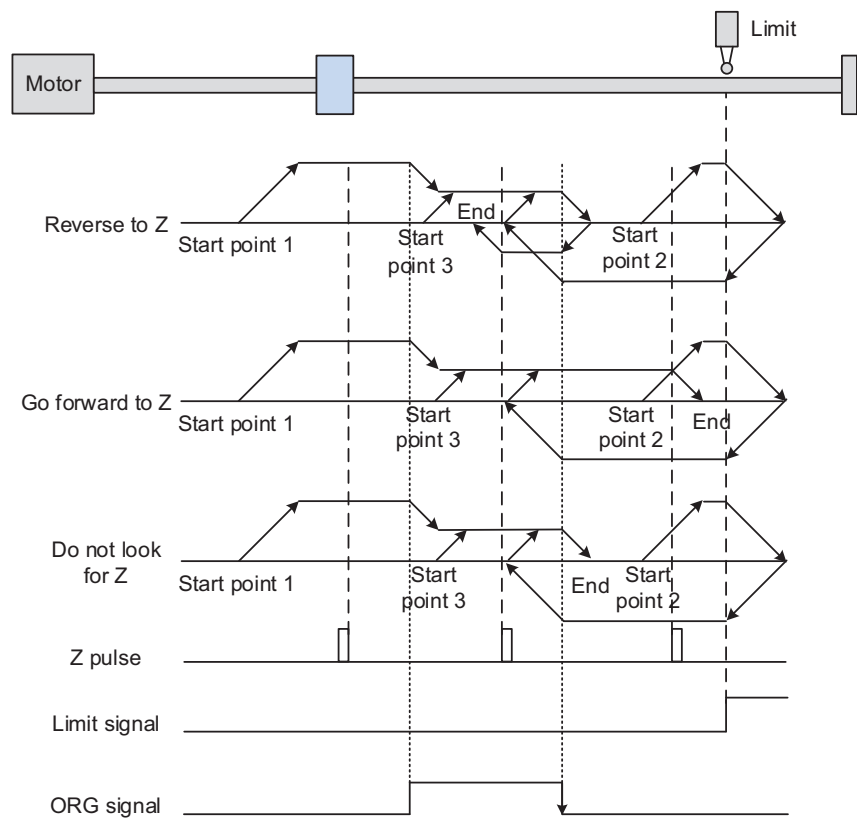 Limit
Motor
Reverse to Z
Start point 1
Start
point 3
End
Start
point 2
Go forward to Z
Start point 1
Start
point 3
Start
point 2
End
Do not look
for Z
Start point 1
Start
point 3
End
Start
point 2
Z pulse
Limit signal
ORG signal